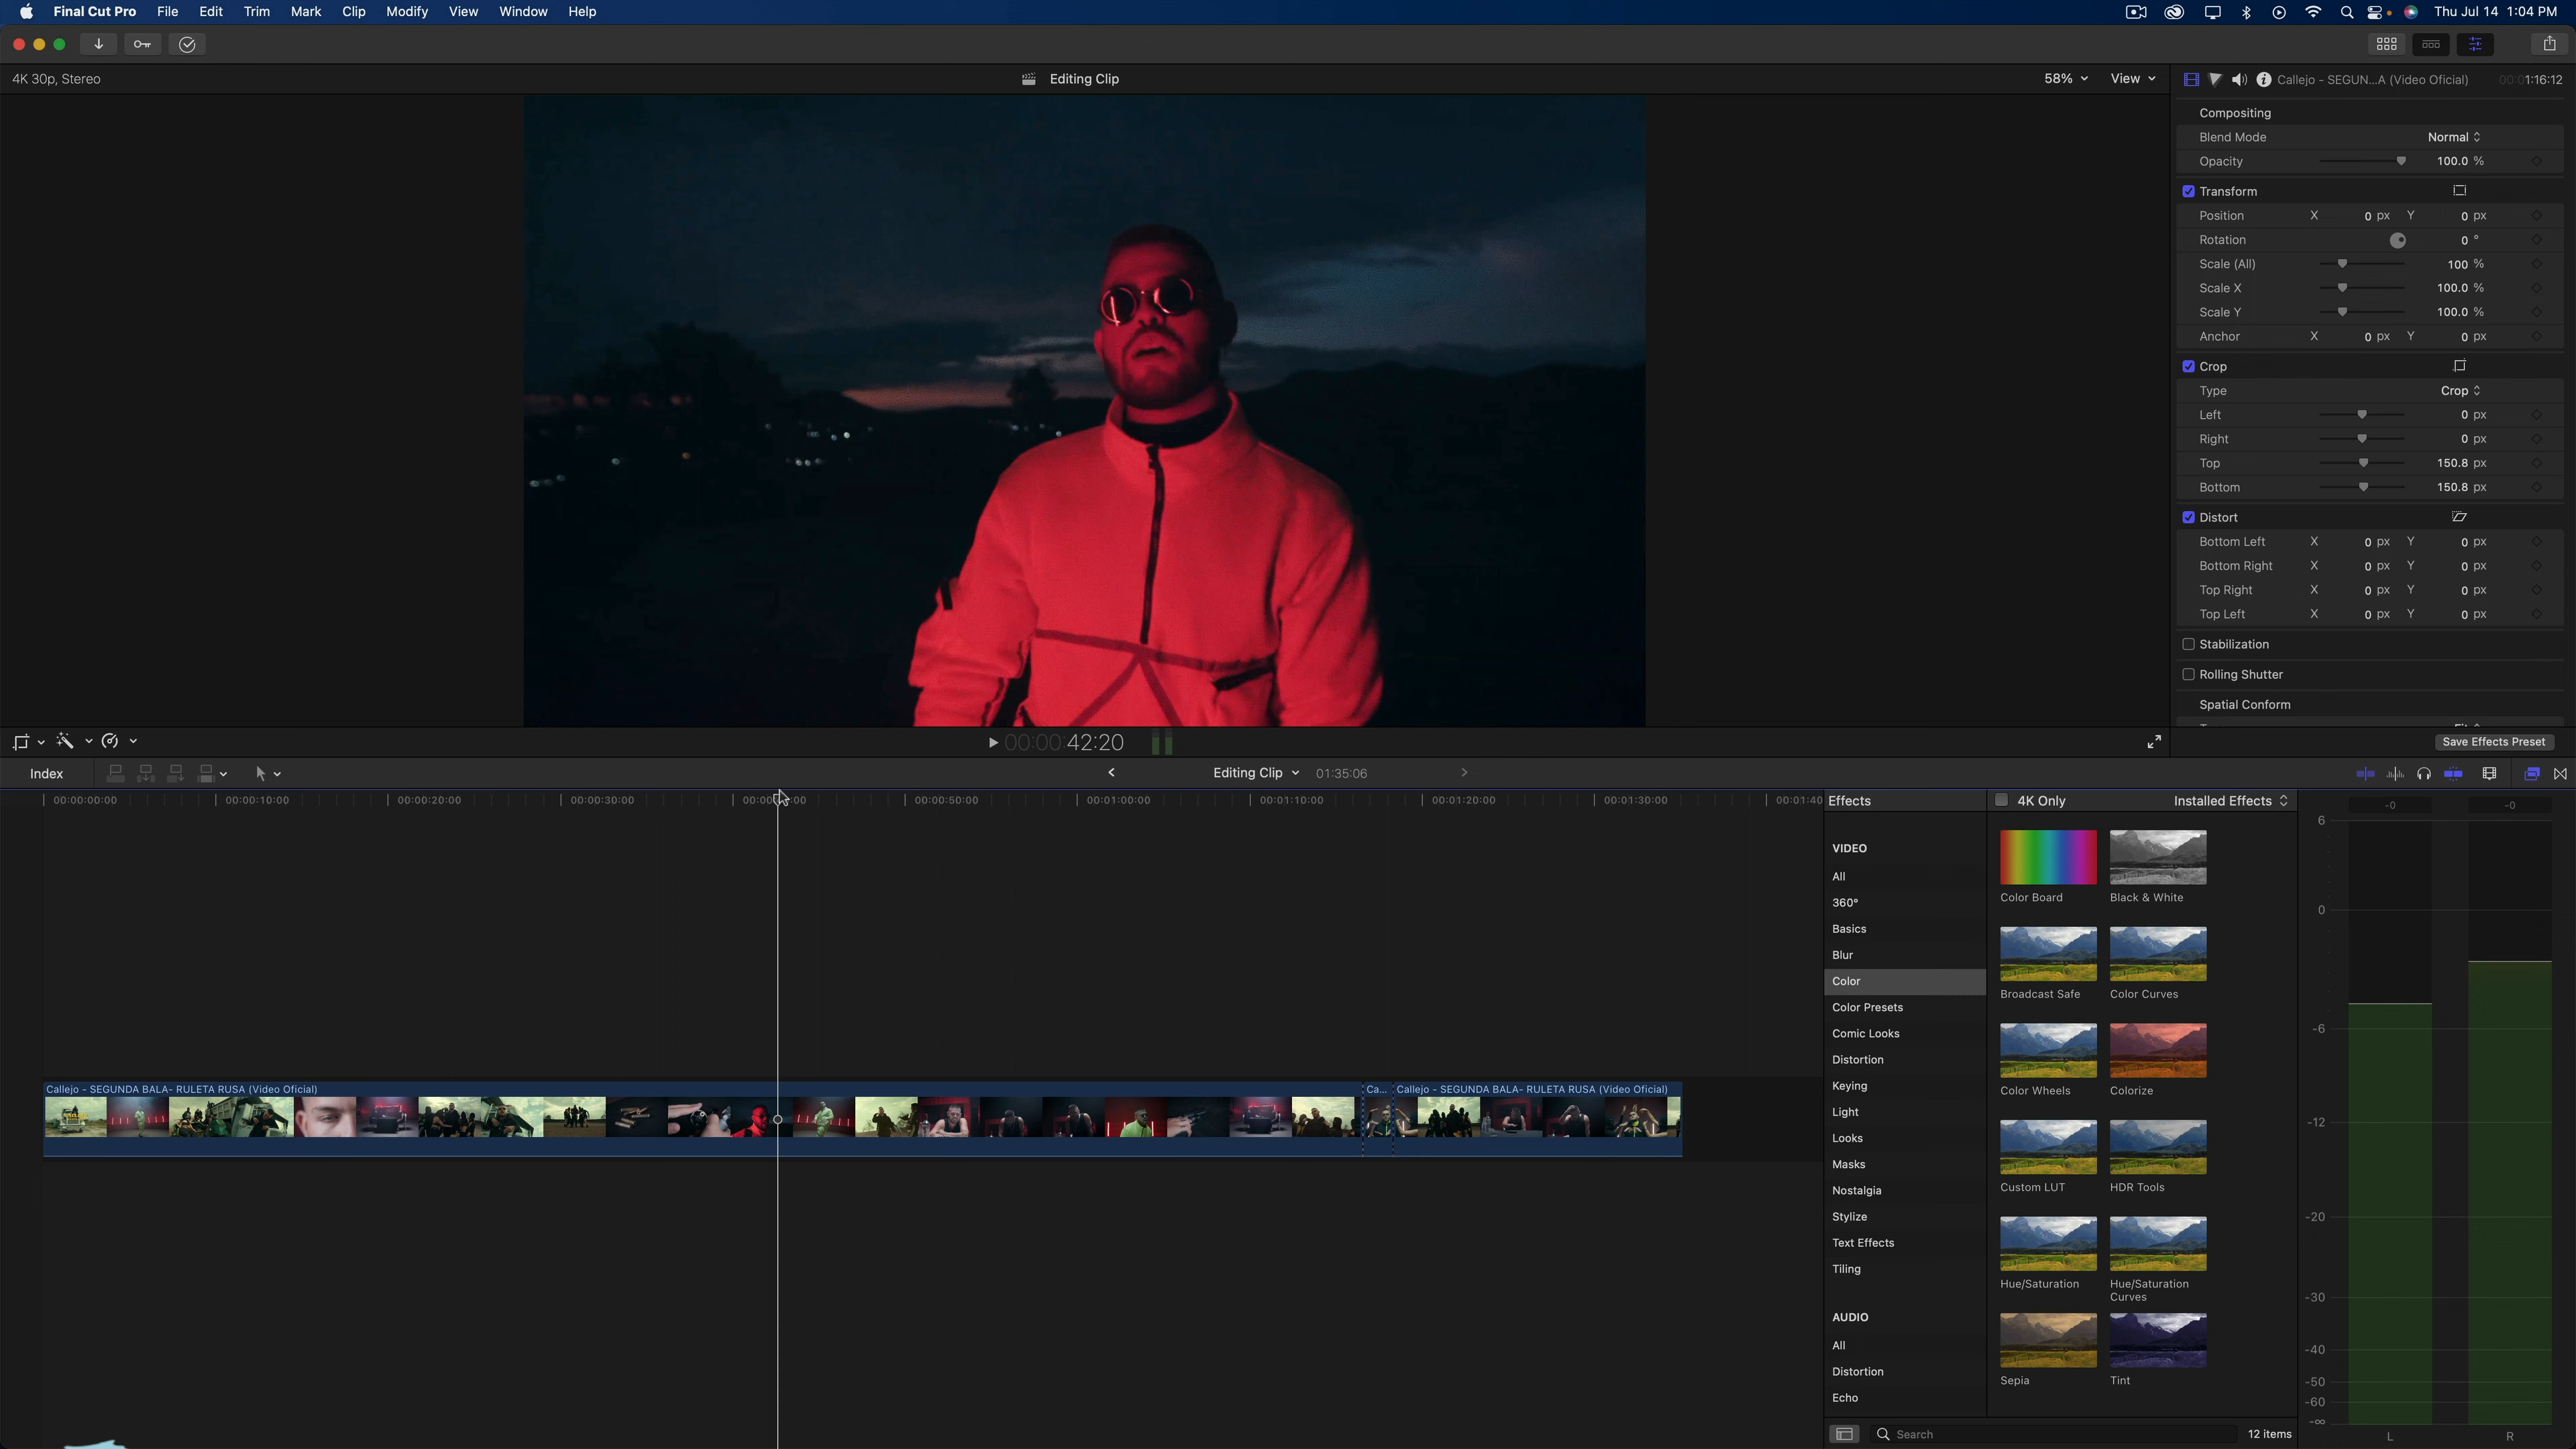 Final Cut Pro File Edit Trim Mark Clip Modify View Window Help Thu Jul 14 1:04 PM
4K 30p, Stereo Editing Clip 58% View Callejo - SEGUN...A (Video Oficial) 00:01:16:12
Compositing
Blend Mode Normal
Opacity 100.0 %
Transform
Position X 0 px Y 0 px
Rotation 0 °
Scale (All) 100 %
Scale X 100.0 %
Scale Y 100.0 %
Anchor X 0 px Y 0 px
Crop
Type Crop
Left 0 px
Right 0 px
Top 150.8 px
Bottom 150.8 px
Distort
Bottom Left X 0 px Y 0 px
Bottom Right X 0 px Y 0 px
Top Right X 0 px Y 0 px
Top Left X 0 px Y 0 px
Stabilization
Rolling Shutter
Spatial Conform
00:00:42:20 Save Effects Preset
Index Editing Clip 01:35:06
00:00:00:00 00:00:10:00 00:00:20:00 00:00:30:00 00:00:50:00 00:01:00:00 00:01:10:00 00:01:20:00 00:01:30:00 00:01:40
Callejo - SEGUNDA BALA- RULETA RUSA (Video Oficial) Ca... Callejo - SEGUNDA BALA- RULETA RUSA (Video Oficial)
Effects 4K Only Installed Effects
VIDEO
All
360°
Basics
Blur
Color
Color Presets
Comic Looks
Distortion
Keying
Light
Looks
Masks
Nostalgia
Stylize
Text Effects
Tiling
AUDIO
All
Distortion
Echo
Color Board Black & White
Broadcast Safe Color Curves
Color Wheels Colorize
Custom LUT HDR Tools
Hue/Saturation Hue/Saturation
Curves
Sepia Tint
Search 12 items
-0 -0
6
0
-6
-12
-20
-30
-40
-50
-60
-∞
L R